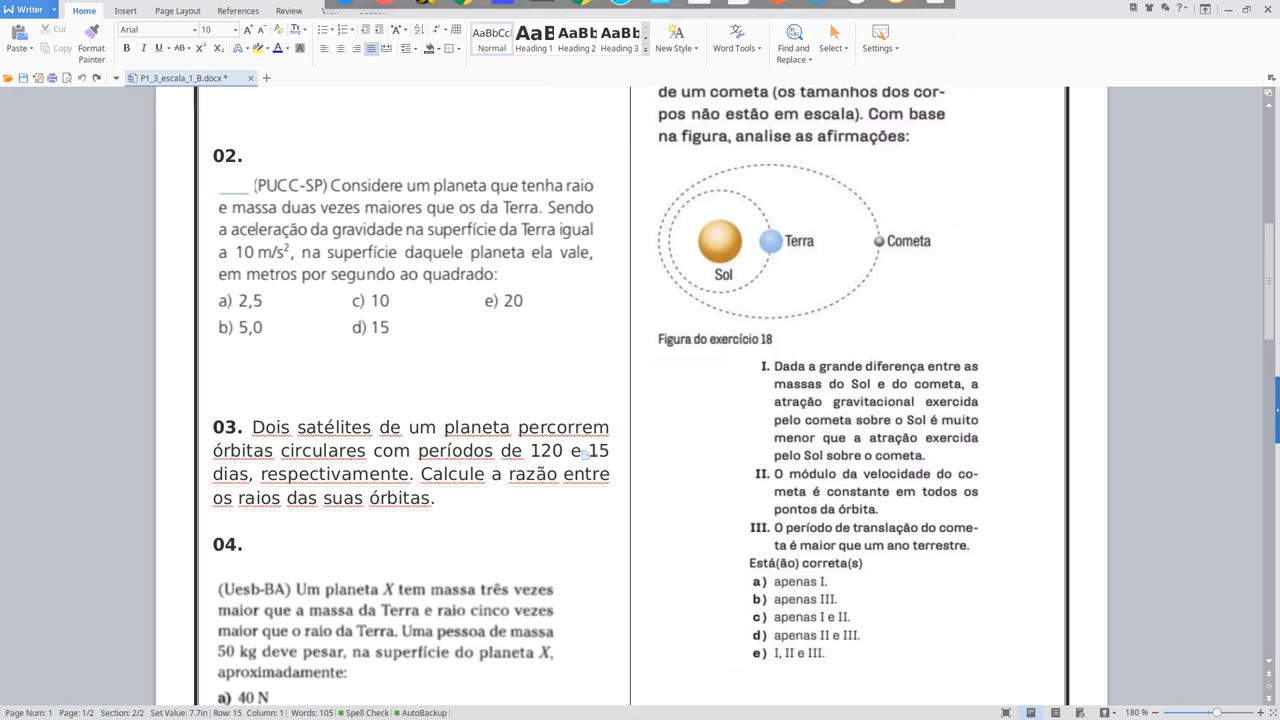 Writer
Home
Insert
Page Layout
References
Review
Cut
Copy
Paste
Format
Painter
Arial
10
AaBbCc
AaB
AaBb
AaBb
Normal
Heading 1
Heading 2
Heading 3
New Style
Word Tools
Find and
Replace
Select
Settings
P1_3_escala_1_B.docx *
02.
____ (PUCC-SP) Considere um planeta que tenha raio
e massa duas vezes maiores que os da Terra. Sendo
a aceleração da gravidade na superfície da Terra igual
a 10 m/s², na superfície daquele planeta ela vale,
em metros por segundo ao quadrado:
a) 2,5 c) 10 e) 20
b) 5,0 d) 15
03. Dois satélites de um planeta percorrem
órbitas circulares com períodos de 120 e 15
dias, respectivamente. Calcule a razão entre
os raios das suas órbitas.
04.
(Uesb-BA) Um planeta X tem massa três vezes
maior que a massa da Terra e raio cinco vezes
maior que o raio da Terra. Uma pessoa de massa
50 kg deve pesar, na superfície do planeta X,
aproximadamente:
a) 40 N
de um cometa (os tamanhos dos cor-
pos não estão em escala). Com base
na figura, analise as afirmações:
Terra
Cometa
Sol
Figura do exercício 18
I. Dada a grande diferença entre as
massas do Sol e do cometa, a
atração gravitacional exercida
pelo cometa sobre o Sol é muito
menor que a atração exercida
pelo Sol sobre o cometa.
II. O módulo da velocidade do co-
meta é constante em todos os
pontos da órbita.
III. O período de translação do come-
ta é maior que um ano terrestre.
Está(ão) correta(s)
a) apenas I.
b) apenas III.
c) apenas I e II.
d) apenas II e III.
e) I, II e III.
Page Num: 1 Page: 1/2 Section: 2/2 Set Value: 7.7in Row: 15 Column: 1 Words: 105 Spell Check / AutoBackup
180 %